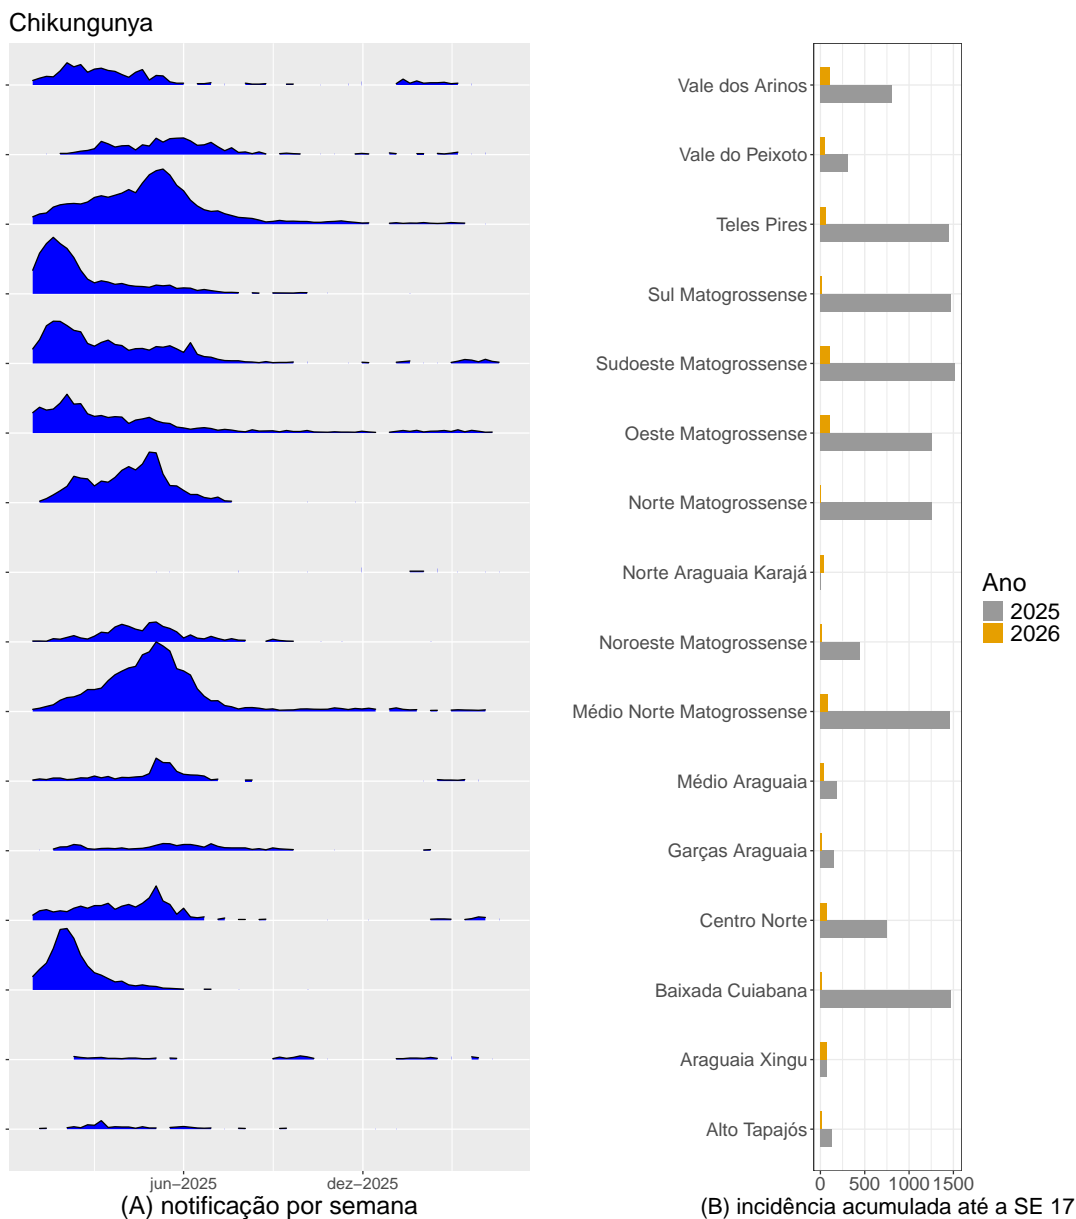 Chikungunya
Vale dos Arinos
Vale do Peixoto
Teles Pires
Sul Matogrossense
Sudoeste Matogrossense
Oeste Matogrossense
Norte Matogrossense
Norte Araguaia Karajá
Noroeste Matogrossense
Médio Norte Matogrossense
Médio Araguaia
Garças Araguaia
Centro Norte
Baixada Cuiabana
Araguaia Xingu
Alto Tapajós
Ano
2025
2026
jun−2025 dez−2025
(A) notificação por semana
0 500 1000 1500
(B) incidência acumulada até a SE 17